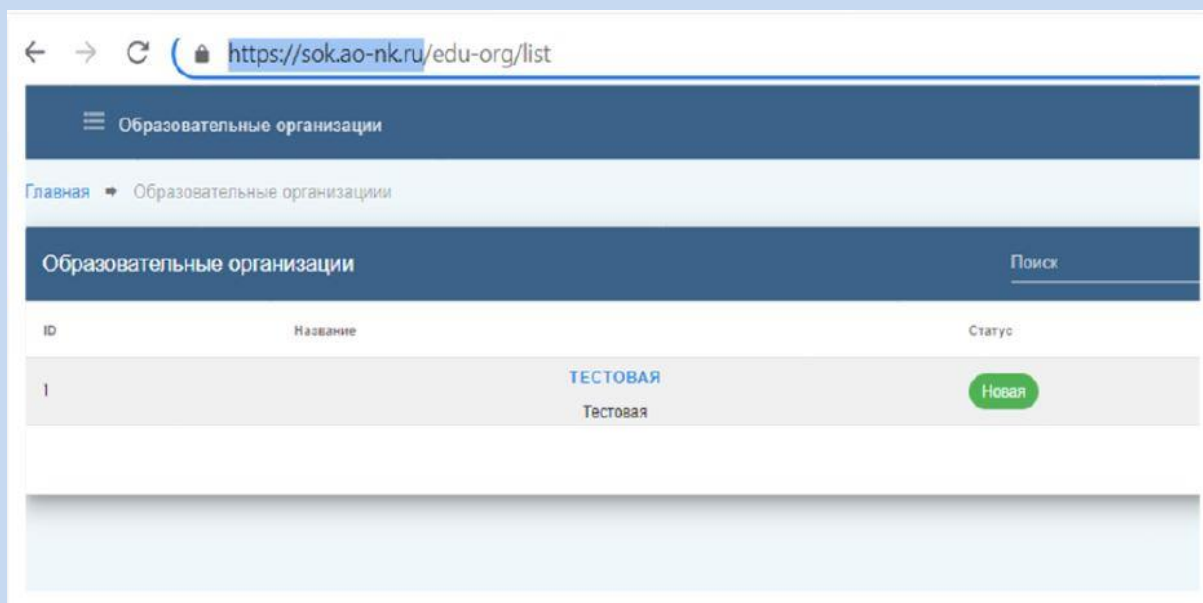 https://sok.ao-nk.ru/edu-org/list
Образовательные организации
Главная ➡ Образовательные организациии
Образовательные организации Поиск
ID Название Статус
1 ТЕСТОВАЯ Новая
Тестовая